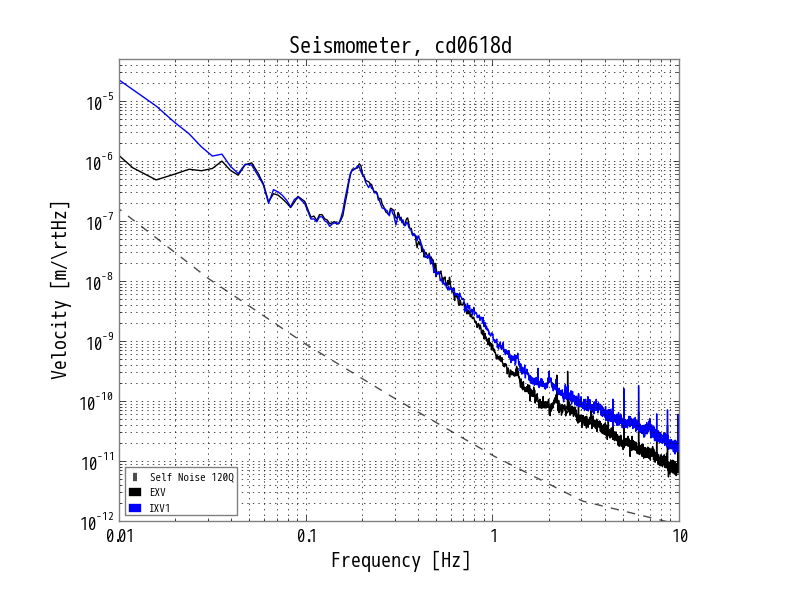 Seismometer, cd0618d
Velocity [m/\rtHz]
10^-5
10^-6
10^-7
10^-8
10^-9
10^-10
10^-11
10^-12
Self Noise 120Q
EXV
IXV1
0.01
0.1
1
10
Frequency [Hz]